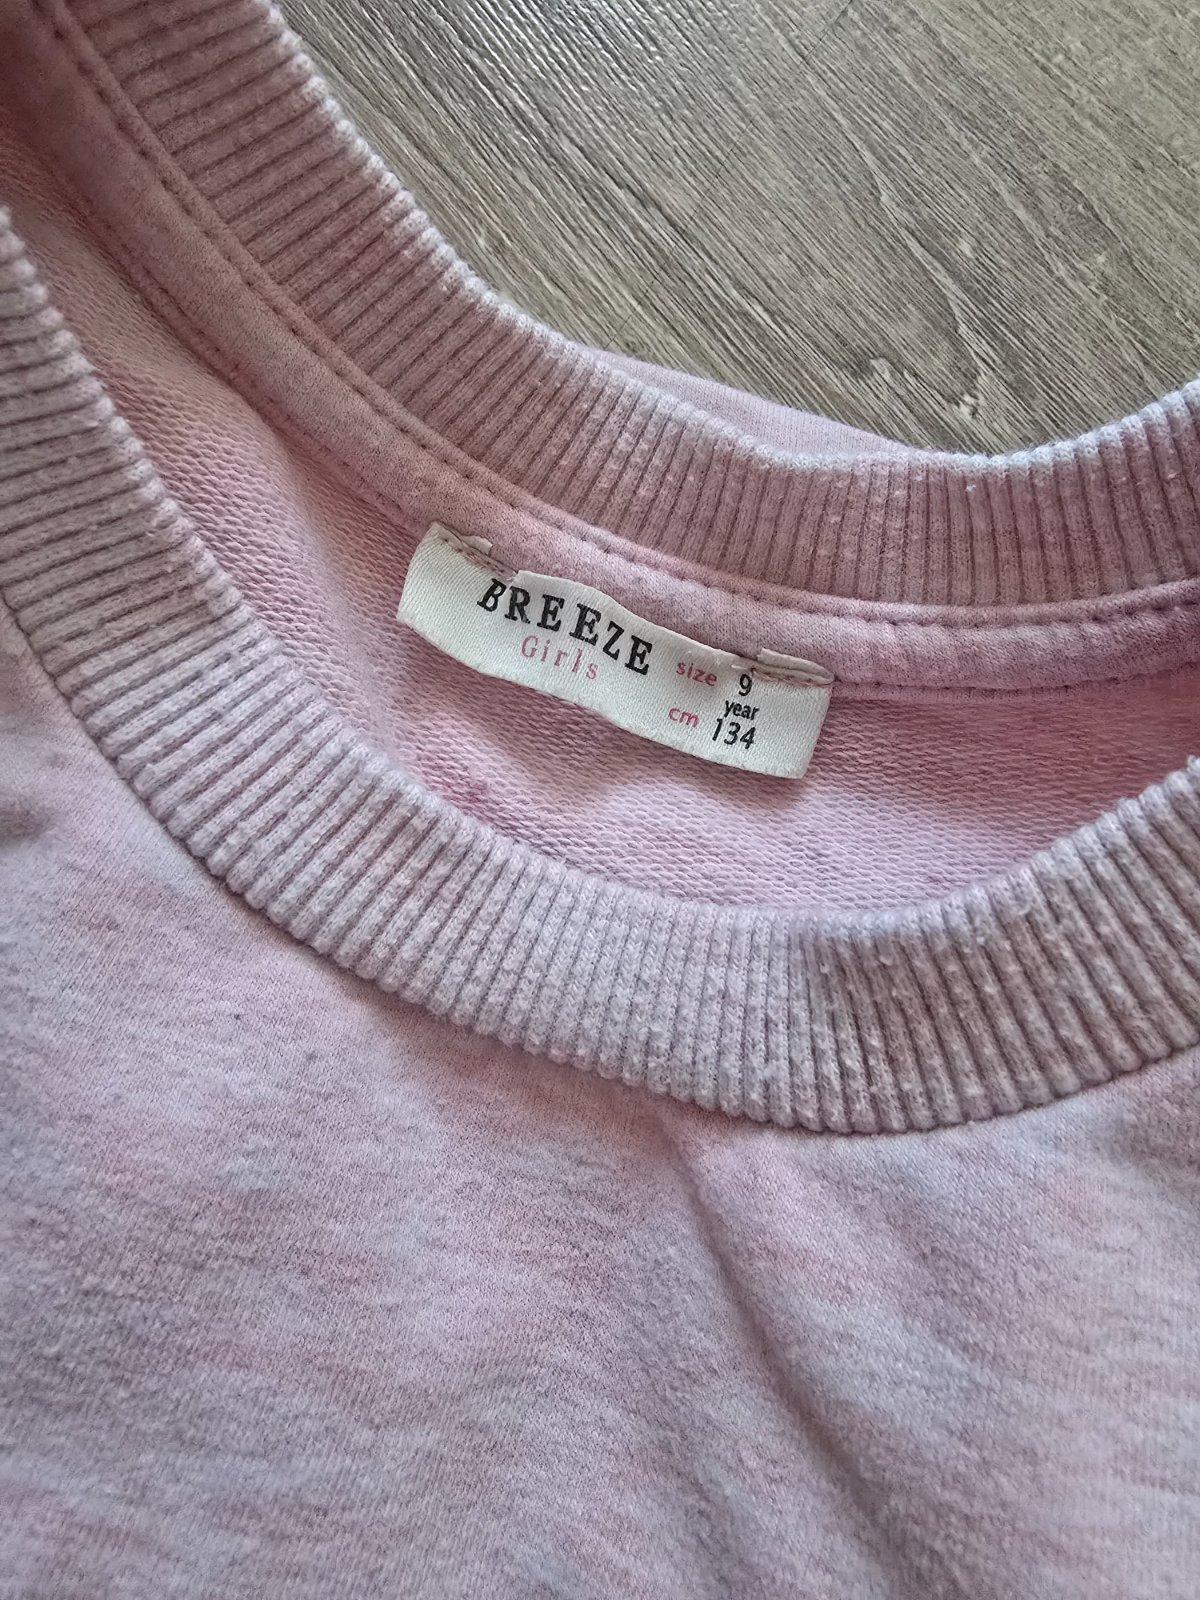 BREEZE
Girls
size 9
year
cm 134